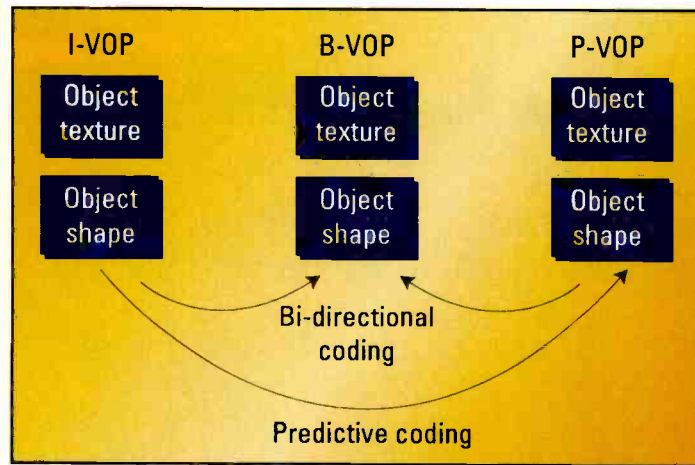 I-VOP
B-VOP
P-VOP
Object
texture
Object
texture
Object
texture
Object
shape
Object
shape
Object
shape
Bi-directional
coding
Predictive coding